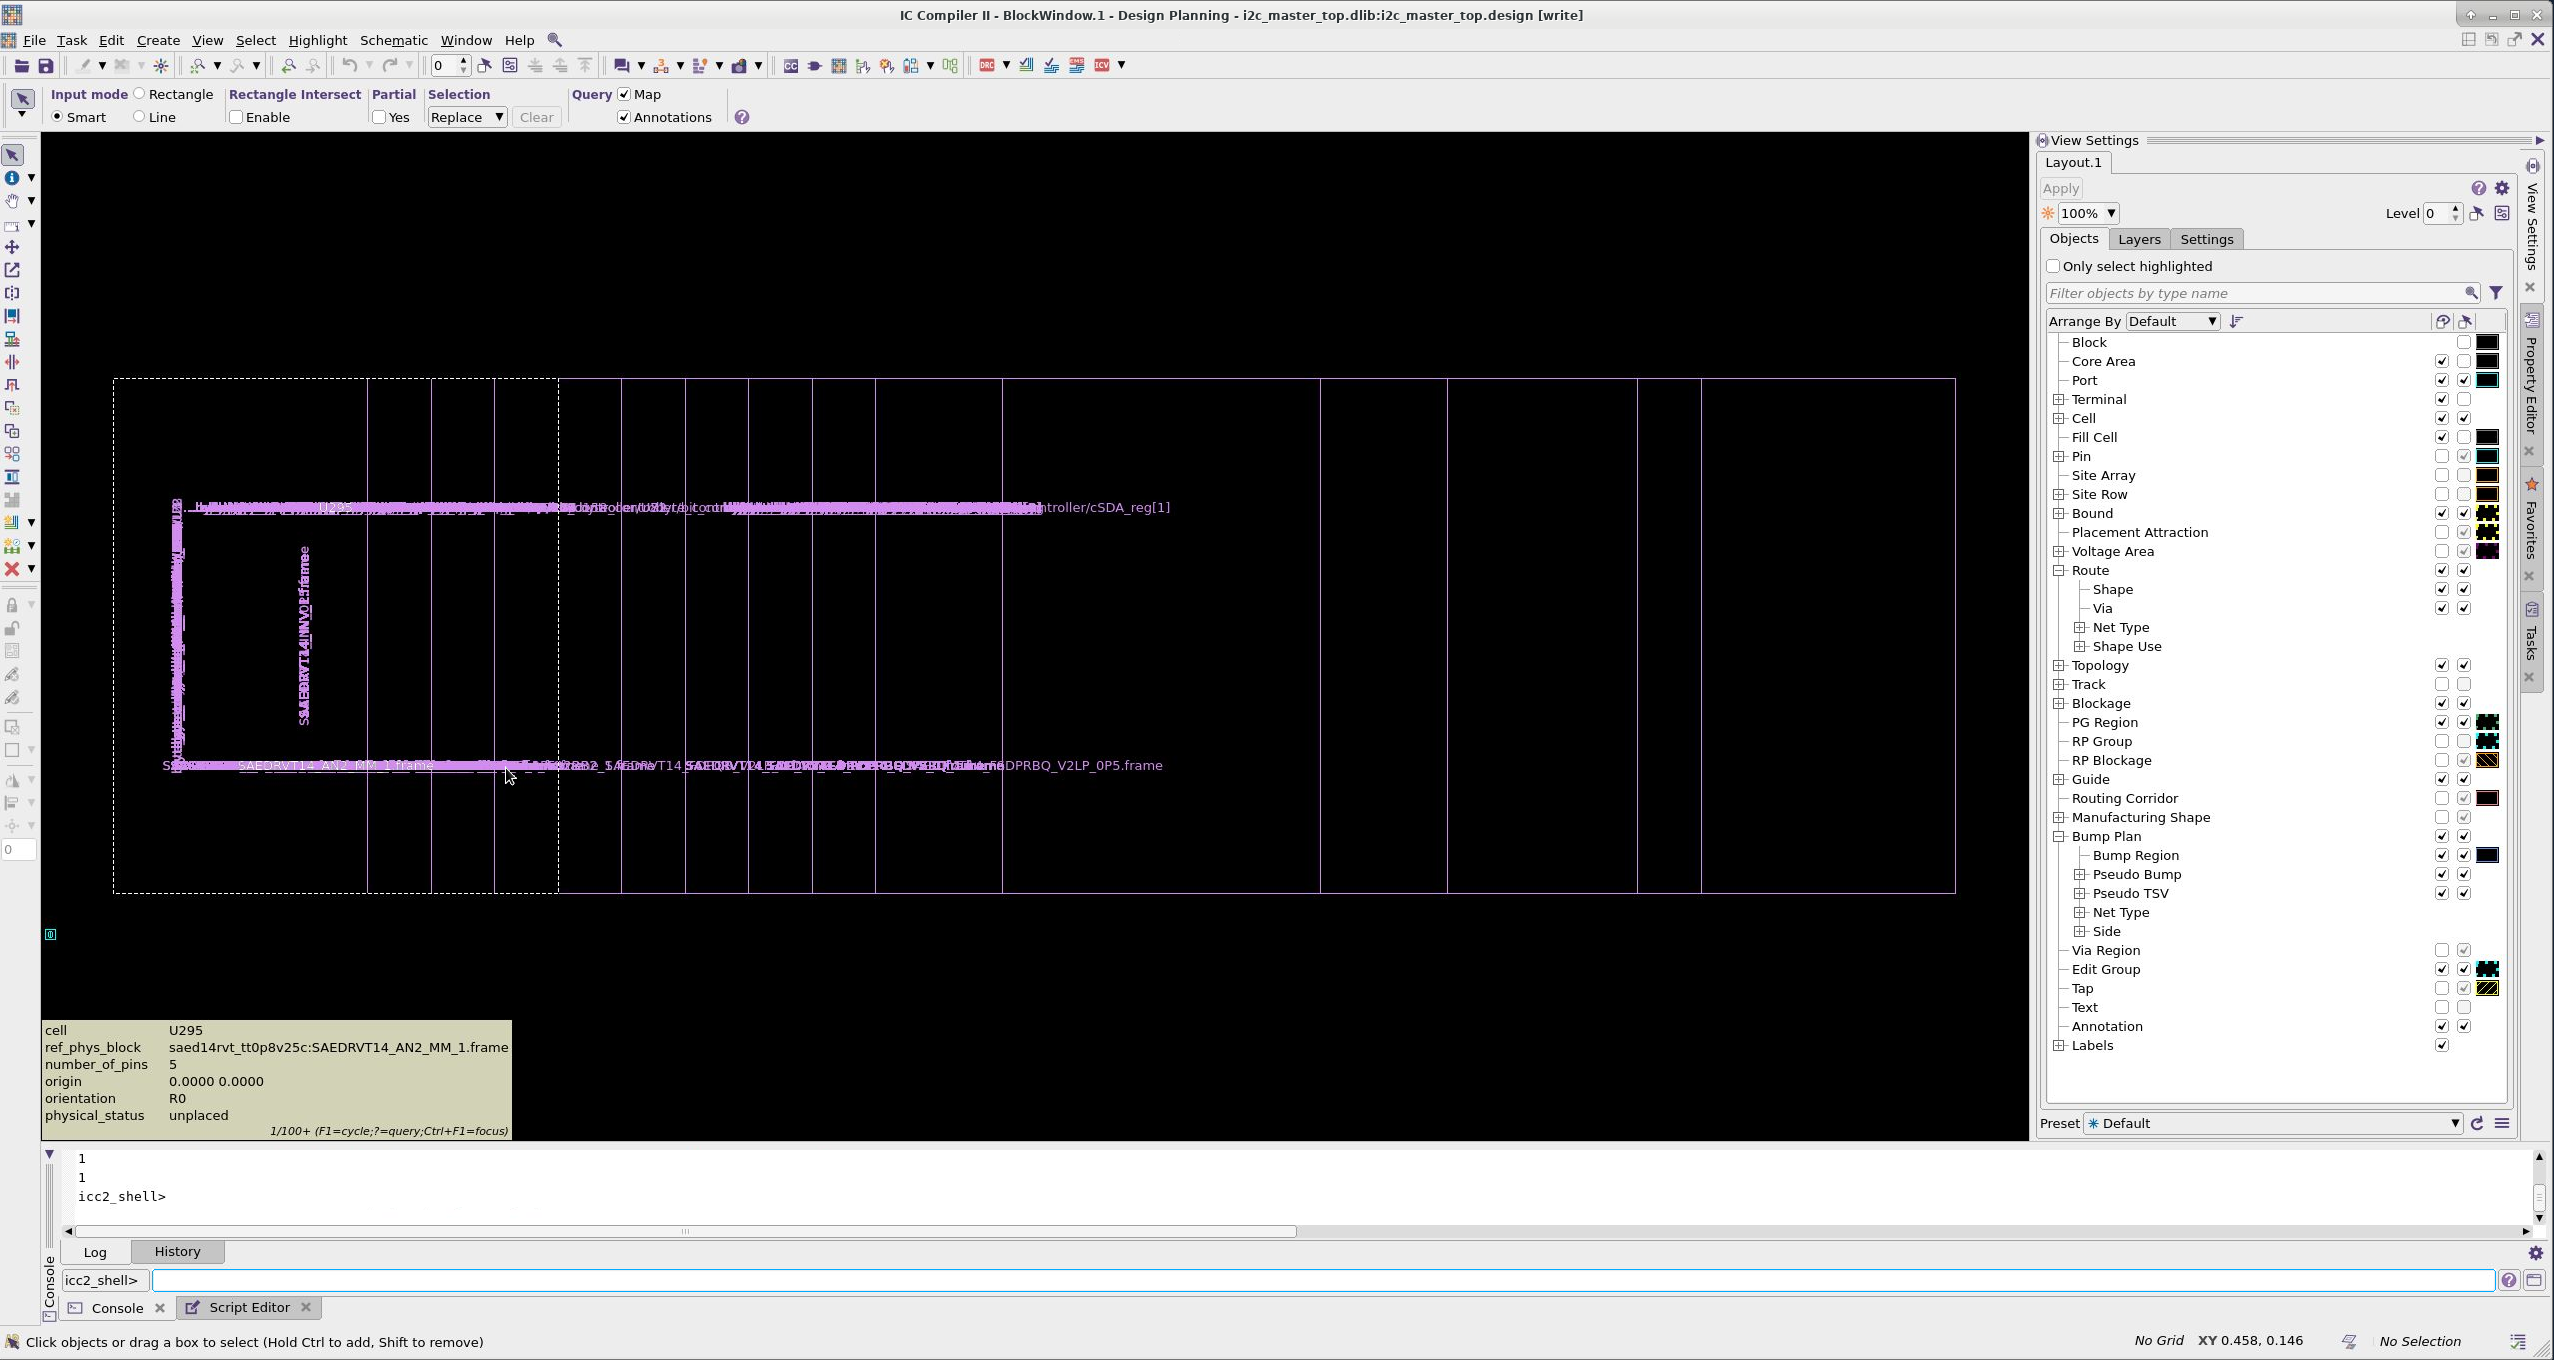 IC Compiler II - BlockWindow.1 - Design Planning - i2c_master_top.dlib:i2c_master_top.design [write]
File Task Edit Create View Select Highlight Schematic Window Help
0
DRC
ICV
Input mode Rectangle Rectangle Intersect Partial Selection Query Map
Smart Line Enable Yes Replace Clear Annotations
U295
ntroller/cSDA_reg[1]
SAEDRVT14_AN2_MM_1.frame
SDPRBQ_V2LP_0P5.frame
cell U295
ref_phys_block saed14rvt_tt0p8v25c:SAEDRVT14_AN2_MM_1.frame
number_of_pins 5
origin 0.0000 0.0000
orientation R0
physical_status unplaced
1/100+ (F1=cycle;?=query;Ctrl+F1=focus)
View Settings
Layout.1
Apply
100% Level 0
Objects Layers Settings
Only select highlighted
Filter objects by type name
Arrange By Default
Block
Core Area
Port
Terminal
Cell
Fill Cell
Pin
Site Array
Site Row
Bound
Placement Attraction
Voltage Area
Route
Shape
Via
Net Type
Shape Use
Topology
Track
Blockage
PG Region
RP Group
RP Blockage
Guide
Routing Corridor
Manufacturing Shape
Bump Plan
Bump Region
Pseudo Bump
Pseudo TSV
Net Type
Side
Via Region
Edit Group
Tap
Text
Annotation
Labels
Preset Default
View Settings
Property Editor
Favorites
Tasks
0
1
1
icc2_shell>
Log History
Console
icc2_shell>
Console Script Editor
Click objects or drag a box to select (Hold Ctrl to add, Shift to remove)
No Grid XY 0.458, 0.146 No Selection